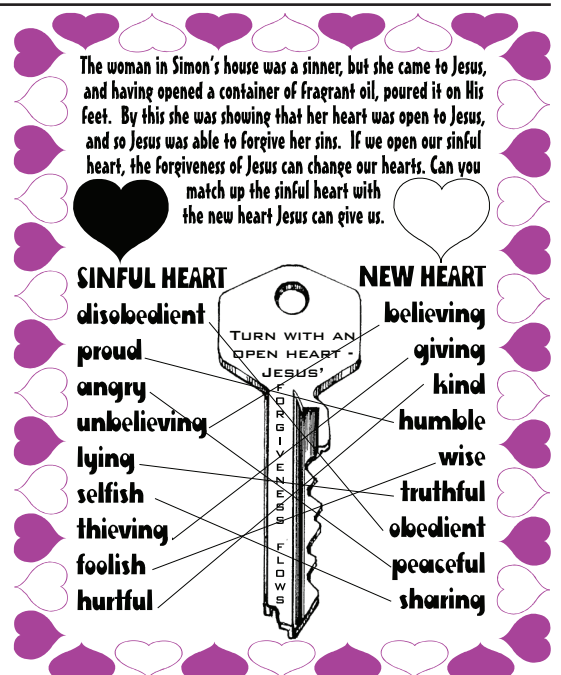 The woman in Simon's house was a sinner, but she came to Jesus,
and having opened a container of fragrant oil, poured it on His
feet. By this she was showing that her heart was open to Jesus,
and so Jesus was able to forgive her sins. If we open our sinful
heart, the forgiveness of Jesus can change our hearts. Can you
match up the sinful heart with
the new heart Jesus can give us.
SINFUL HEART
disobedient
proud
angry
unbelieving
lying
selfish
thieving
foolish
hurtful
TURN WITH AN
OPEN HEART -
JESUS'
FORGIVENESS FLOWS
NEW HEART
believing
giving
kind
humble
wise
truthful
obedient
peaceful
sharing